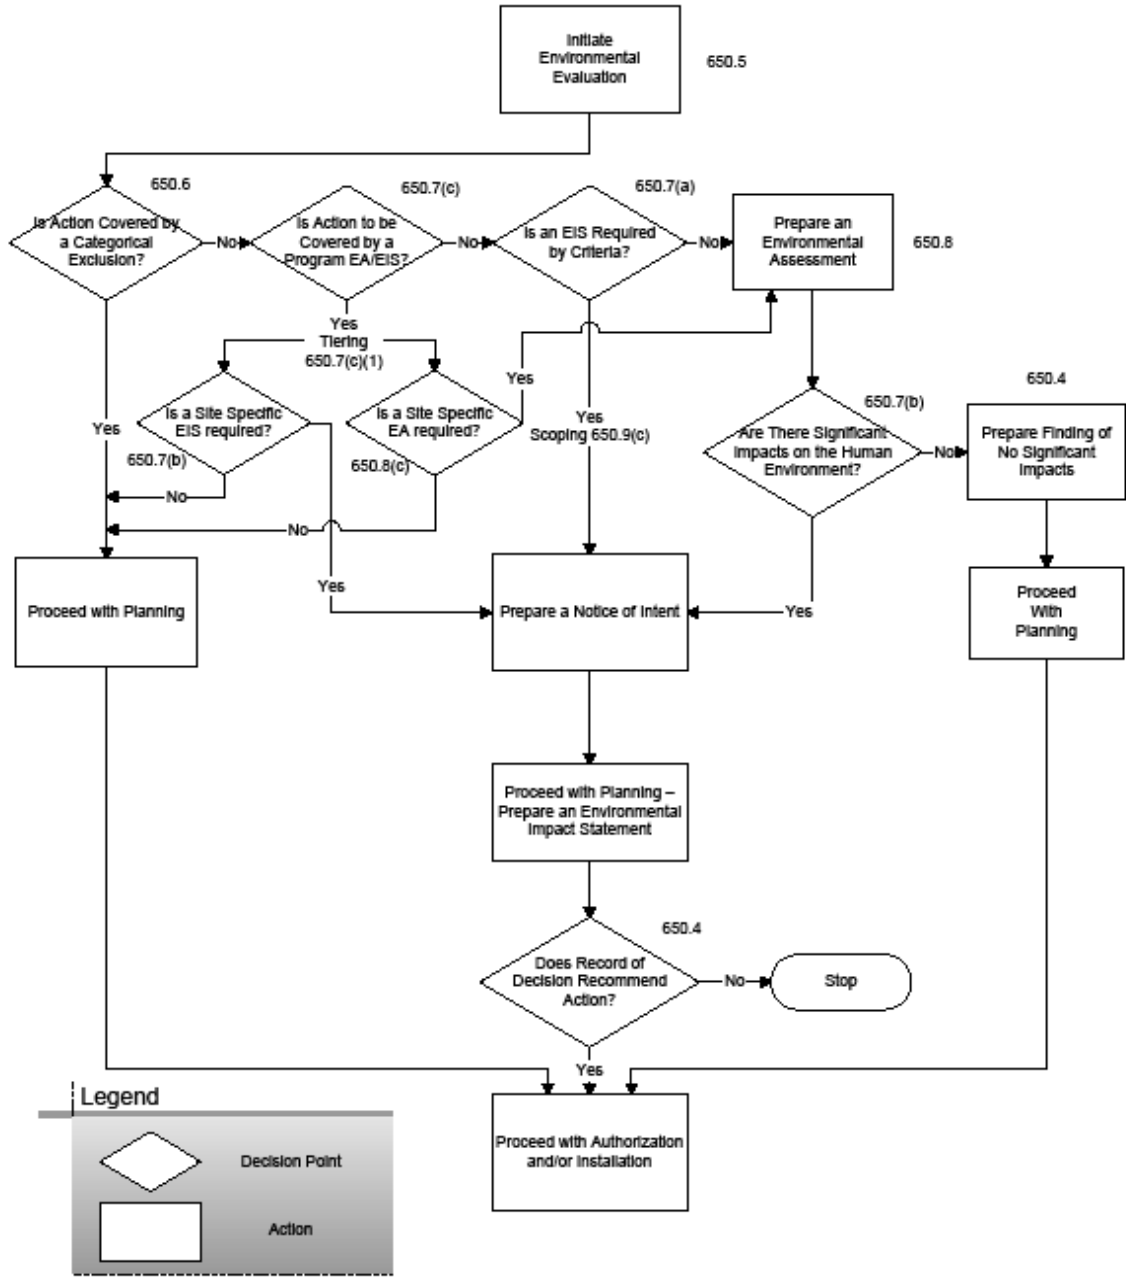 Initiate
Environmental
Evaluation
650.5
650.6
650.7(c)
650.7(a)
Is Action Covered by
a Categorical
Exclusion?
No
Is Action to be
Covered by a
Program EA/EIS?
No
Is an EIS Required
by Criteria?
No
Prepare an
Environmental
Assessment
650.8
Yes
Tiering
650.7(c)(1)
Yes
650.4
650.7(b)
Is a Site Specific
EIS required?
Is a Site Specific
EA required?
Yes
Yes
Scoping 650.9(c)
650.7(b)
650.8(c)
Are There Significant
Impacts on the Human
Environment?
No
Prepare Finding of
No Significant
Impacts
No
No
Yes
Proceed with Planning
Prepare a Notice of Intent
Yes
Proceed
With
Planning
Proceed with Planning –
Prepare an Environmental
Impact Statement
650.4
Does Record of
Decision Recommend
Action?
No
Stop
Yes
Proceed with Authorization
and/or Installation
Legend
Decision Point
Action